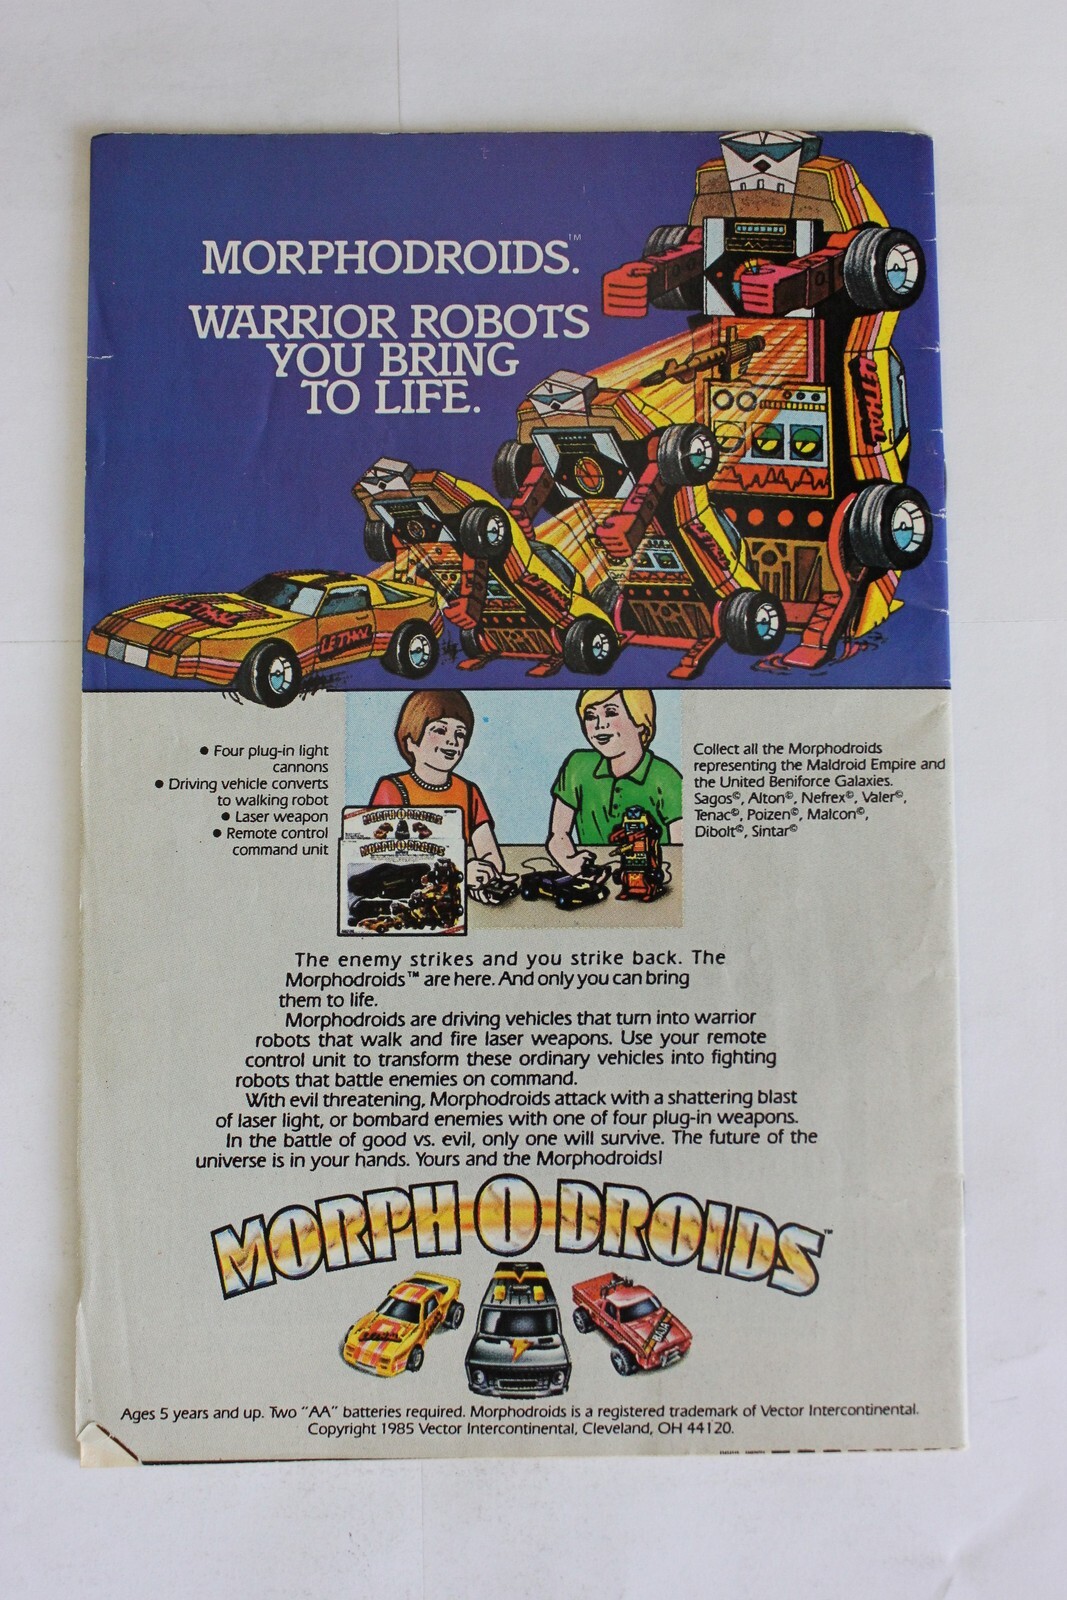 MORPHODROIDS.™
WARRIOR ROBOTS
YOU BRING
TO LIFE.
LETHAL
LETHAL
LETHAL
LETHAL
LETHAL
• Four plug-in light
cannons
• Driving vehicle converts
to walking robot
• Laser weapon
• Remote control
command unit
MORPH-O-DROIDS
MORPH-O-DROIDS
Collect all the Morphodroids
representing the Maldroid Empire and
the United Beniforce Galaxies.
Sagos©, Alton©, Nefrex©, Valer©,
Tenac©, Poizen©, Malcon©,
Dibolt©, Sintar©
The enemy strikes and you strike back. The
Morphodroids™ are here. And only you can bring
them to life.
Morphodroids are driving vehicles that turn into warrior
robots that walk and fire laser weapons. Use your remote
control unit to transform these ordinary vehicles into fighting
robots that battle enemies on command.
With evil threatening, Morphodroids attack with a shattering blast
of laser light, or bombard enemies with one of four plug-in weapons.
In the battle of good vs. evil, only one will survive. The future of the
universe is in your hands. Yours and the Morphodroids!
MORPH O DROIDS™
LETHAL
BAJA
Ages 5 years and up. Two "AA" batteries required. Morphodroids is a registered trademark of Vector Intercontinental.
Copyright 1985 Vector Intercontinental, Cleveland, OH 44120.